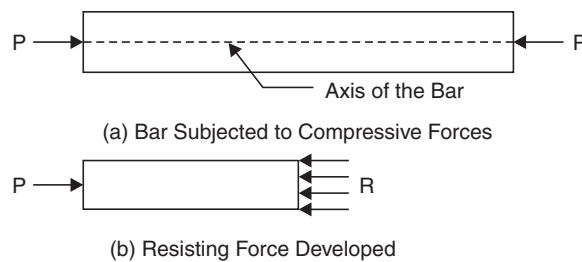 P P
Axis of the Bar
(a) Bar Subjected to Compressive Forces
P R
(b) Resisting Force Developed